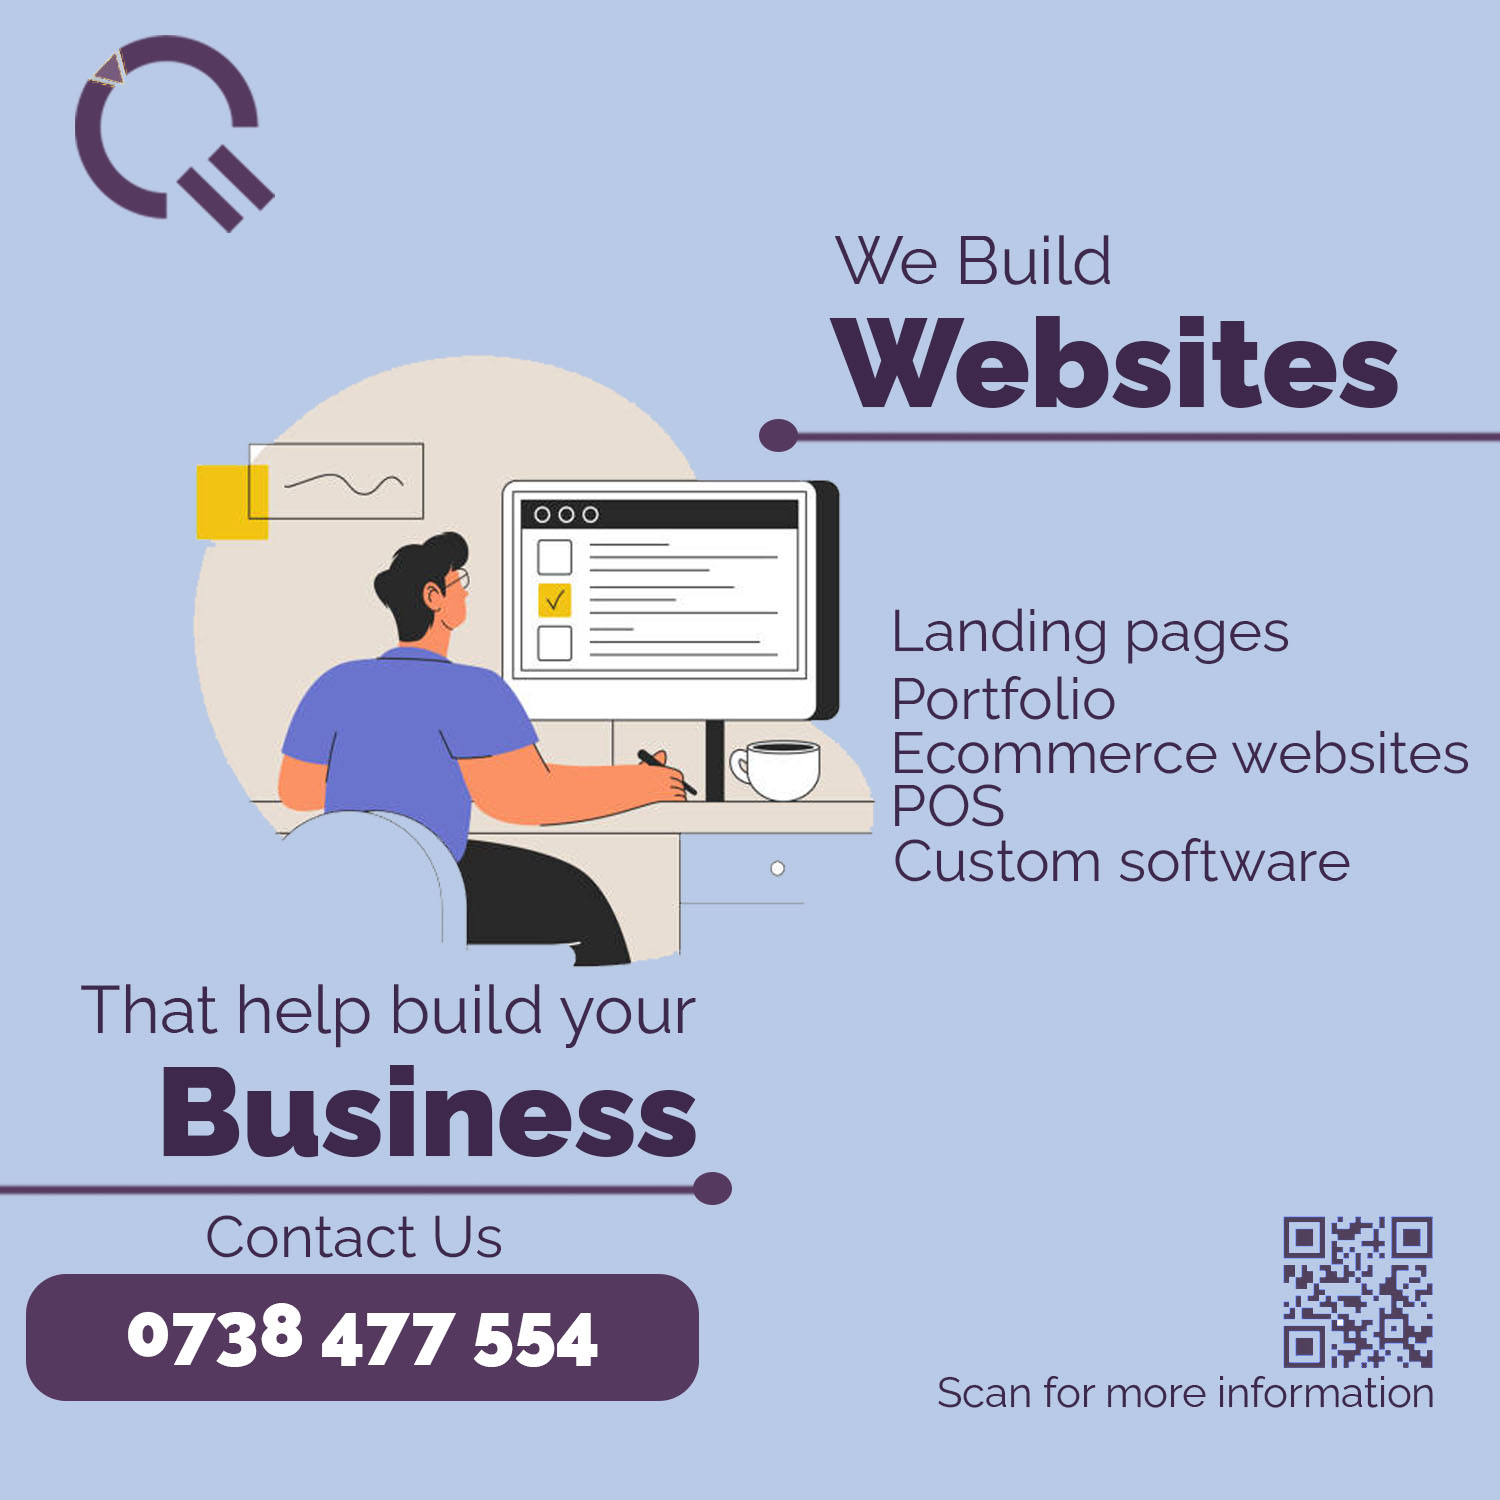 We Build
Websites
Landing pages
Portfolio
Ecommerce websites
POS
Custom software
That help build your
Business
Contact Us
0738 477 554
Scan for more information